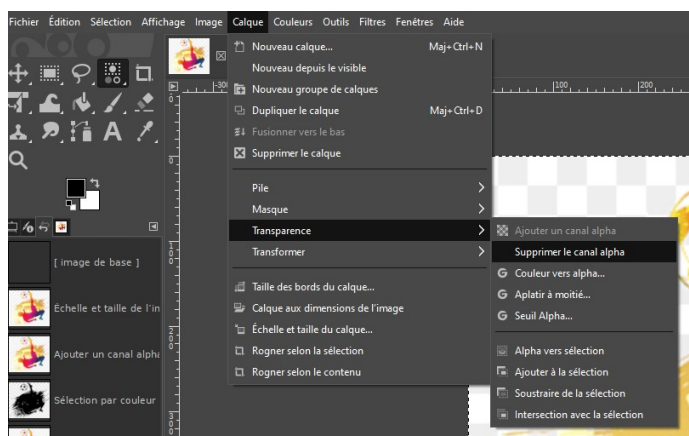 Fichier Édition Sélection Affichage Image Calque Couleurs Outils Filtres Fenêtres Aide
Nouveau calque... Maj+Ctrl+N
Nouveau depuis le visible
Nouveau groupe de calques
Dupliquer le calque Maj+Ctrl+D
Fusionner vers le bas
Supprimer le calque
Pile
Masque
Transparence
Transformer
Taille des bords du calque...
Calque aux dimensions de l'image
Échelle et taille du calque...
Rogner selon la sélection
Rogner selon le contenu
Ajouter un canal alpha
Supprimer le canal alpha
Couleur vers alpha...
Aplatir à moitié...
Seuil Alpha...
Alpha vers sélection
Ajouter à la sélection
Soustraire de la sélection
Intersection avec la sélection
[ image de base ]
Échelle et taille de l'in
Ajouter un canal alpha
Sélection par couleur
100
200